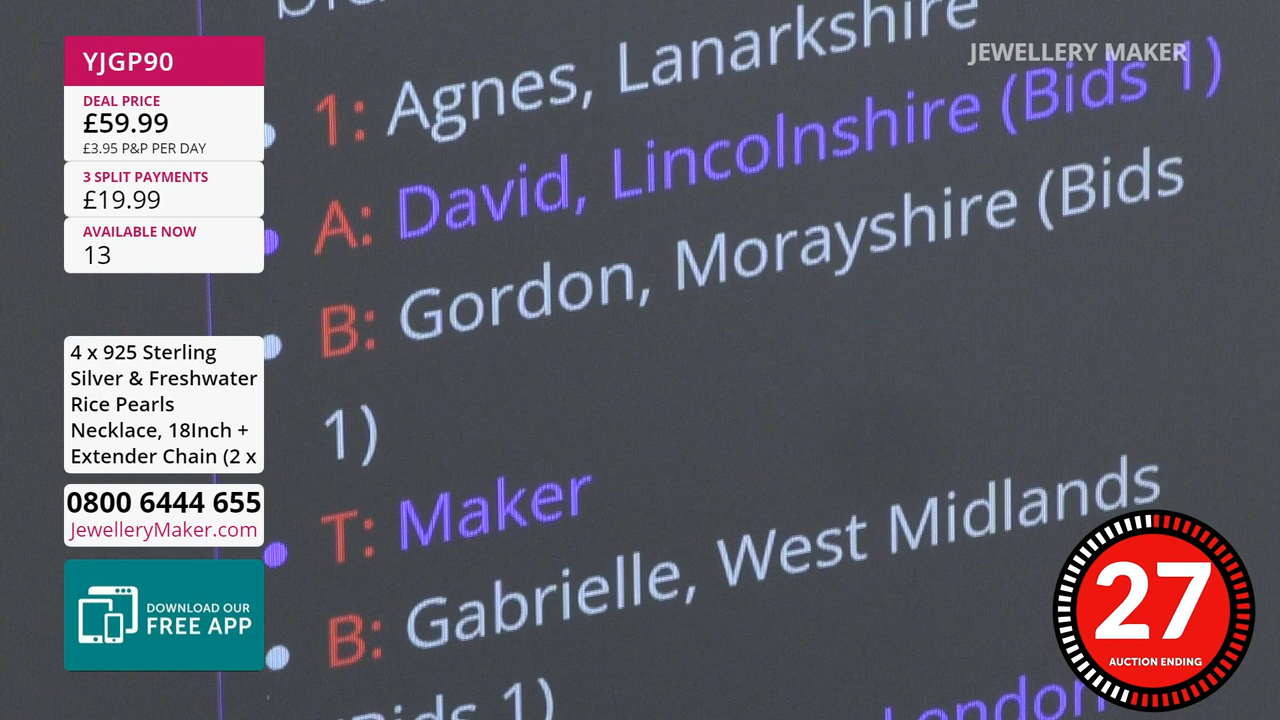 YJGP90
DEAL PRICE
£59.99
£3.95 P&P PER DAY
3 SPLIT PAYMENTS
£19.99
AVAILABLE NOW
13
4 x 925 Sterling
Silver & Freshwater
Rice Pearls
Necklace, 18Inch +
Extender Chain (2 x
0800 6444 655
JewelleryMaker.com
DOWNLOAD OUR
FREE APP
JEWELLERY MAKER
1: Agnes, Lanarkshire
A: David, Lincolnshire (Bids 1)
B: Gordon, Morayshire (Bids
1)
T: Maker
B: Gabrielle, West Midlands
(Bids 1)
London
27
AUCTION ENDING